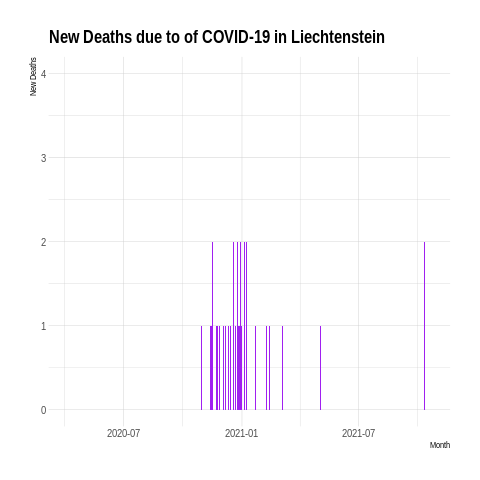 New Deaths due to of COVID-19 in Liechtenstein
New Deaths
4
3
2
1
0
2020-07
2021-01
2021-07
Month